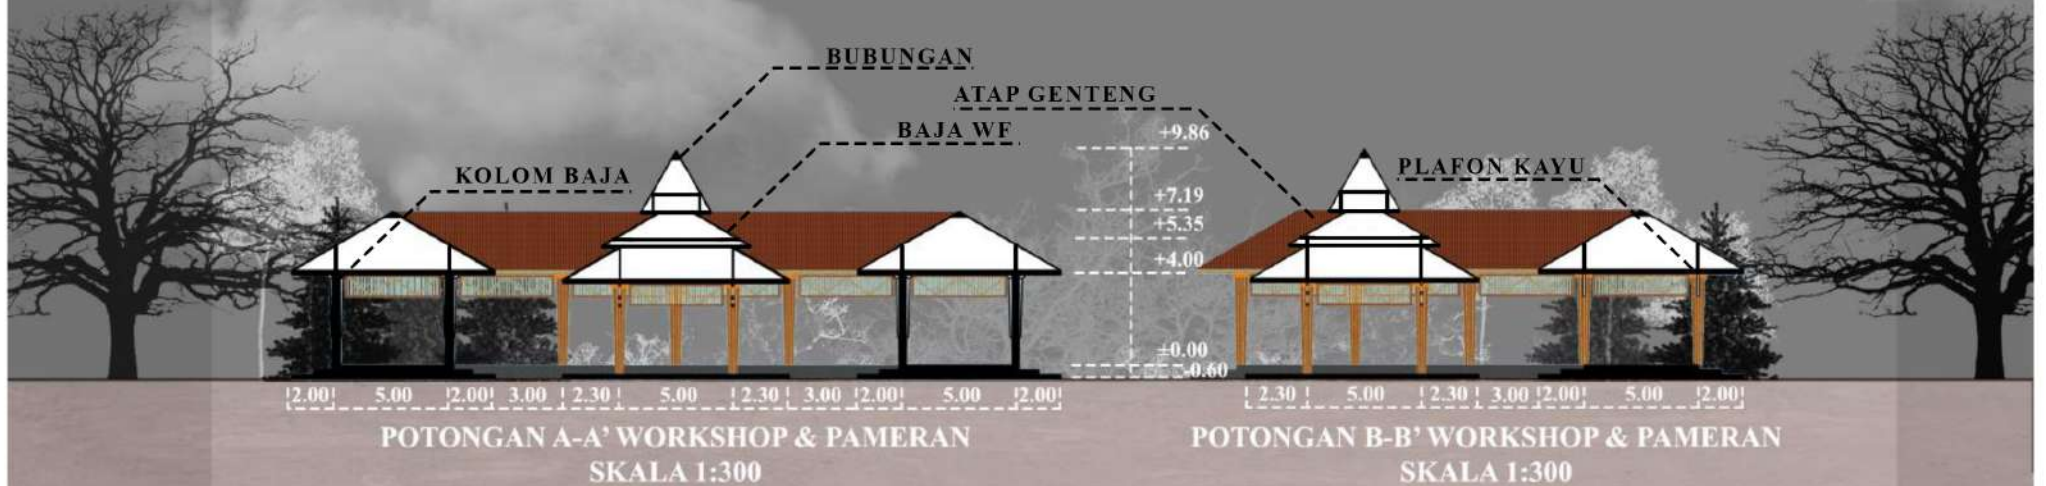 BUBUNGAN
ATAP GENTENG
BAJA WF
KOLOM BAJA
PLAFON KAYU
+9.86
+7.19
+5.35
+4.00
±0.00
-0.60
2.00 5.00 2.00 3.00 2.30 5.00 2.30 3.00 2.00 5.00 2.00
2.30 5.00 2.30 3.00 2.00 5.00 2.00
POTONGAN A-A’ WORKSHOP & PAMERAN
SKALA 1:300
POTONGAN B-B’ WORKSHOP & PAMERAN
SKALA 1:300